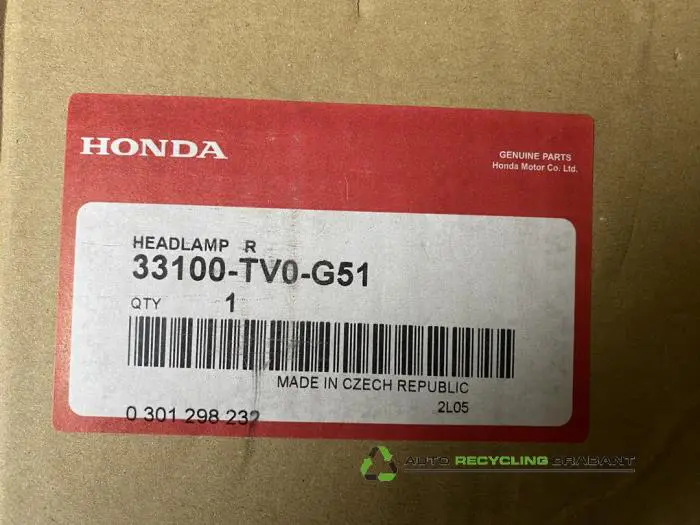 HONDA
GENUINE PARTS
Honda Motor Co. Ltd.
HEADLAMP R
33100-TV0-G51
QTY 1
MADE IN CZECH REPUBLIC
2L05
0 301 298 232
AUTO RECYCLING BRABANT